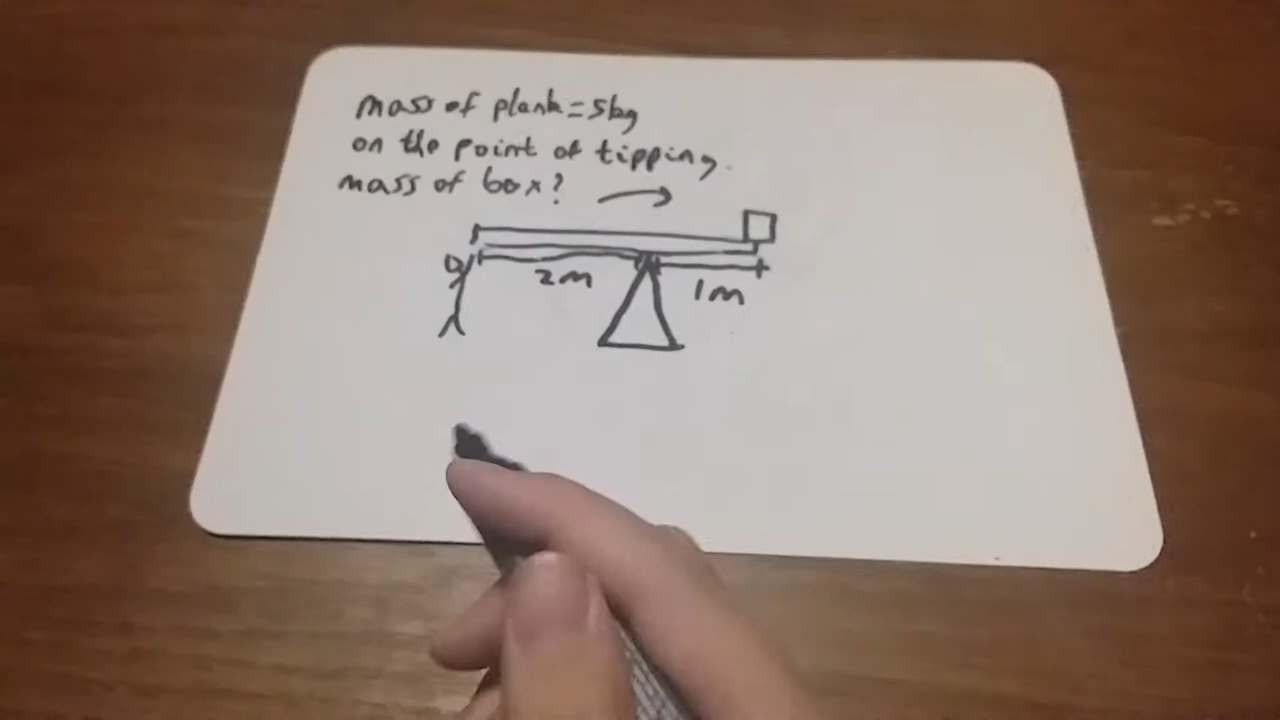 mass of plank = 5kg
on the point of tipping.
mass of box?
2m
1m